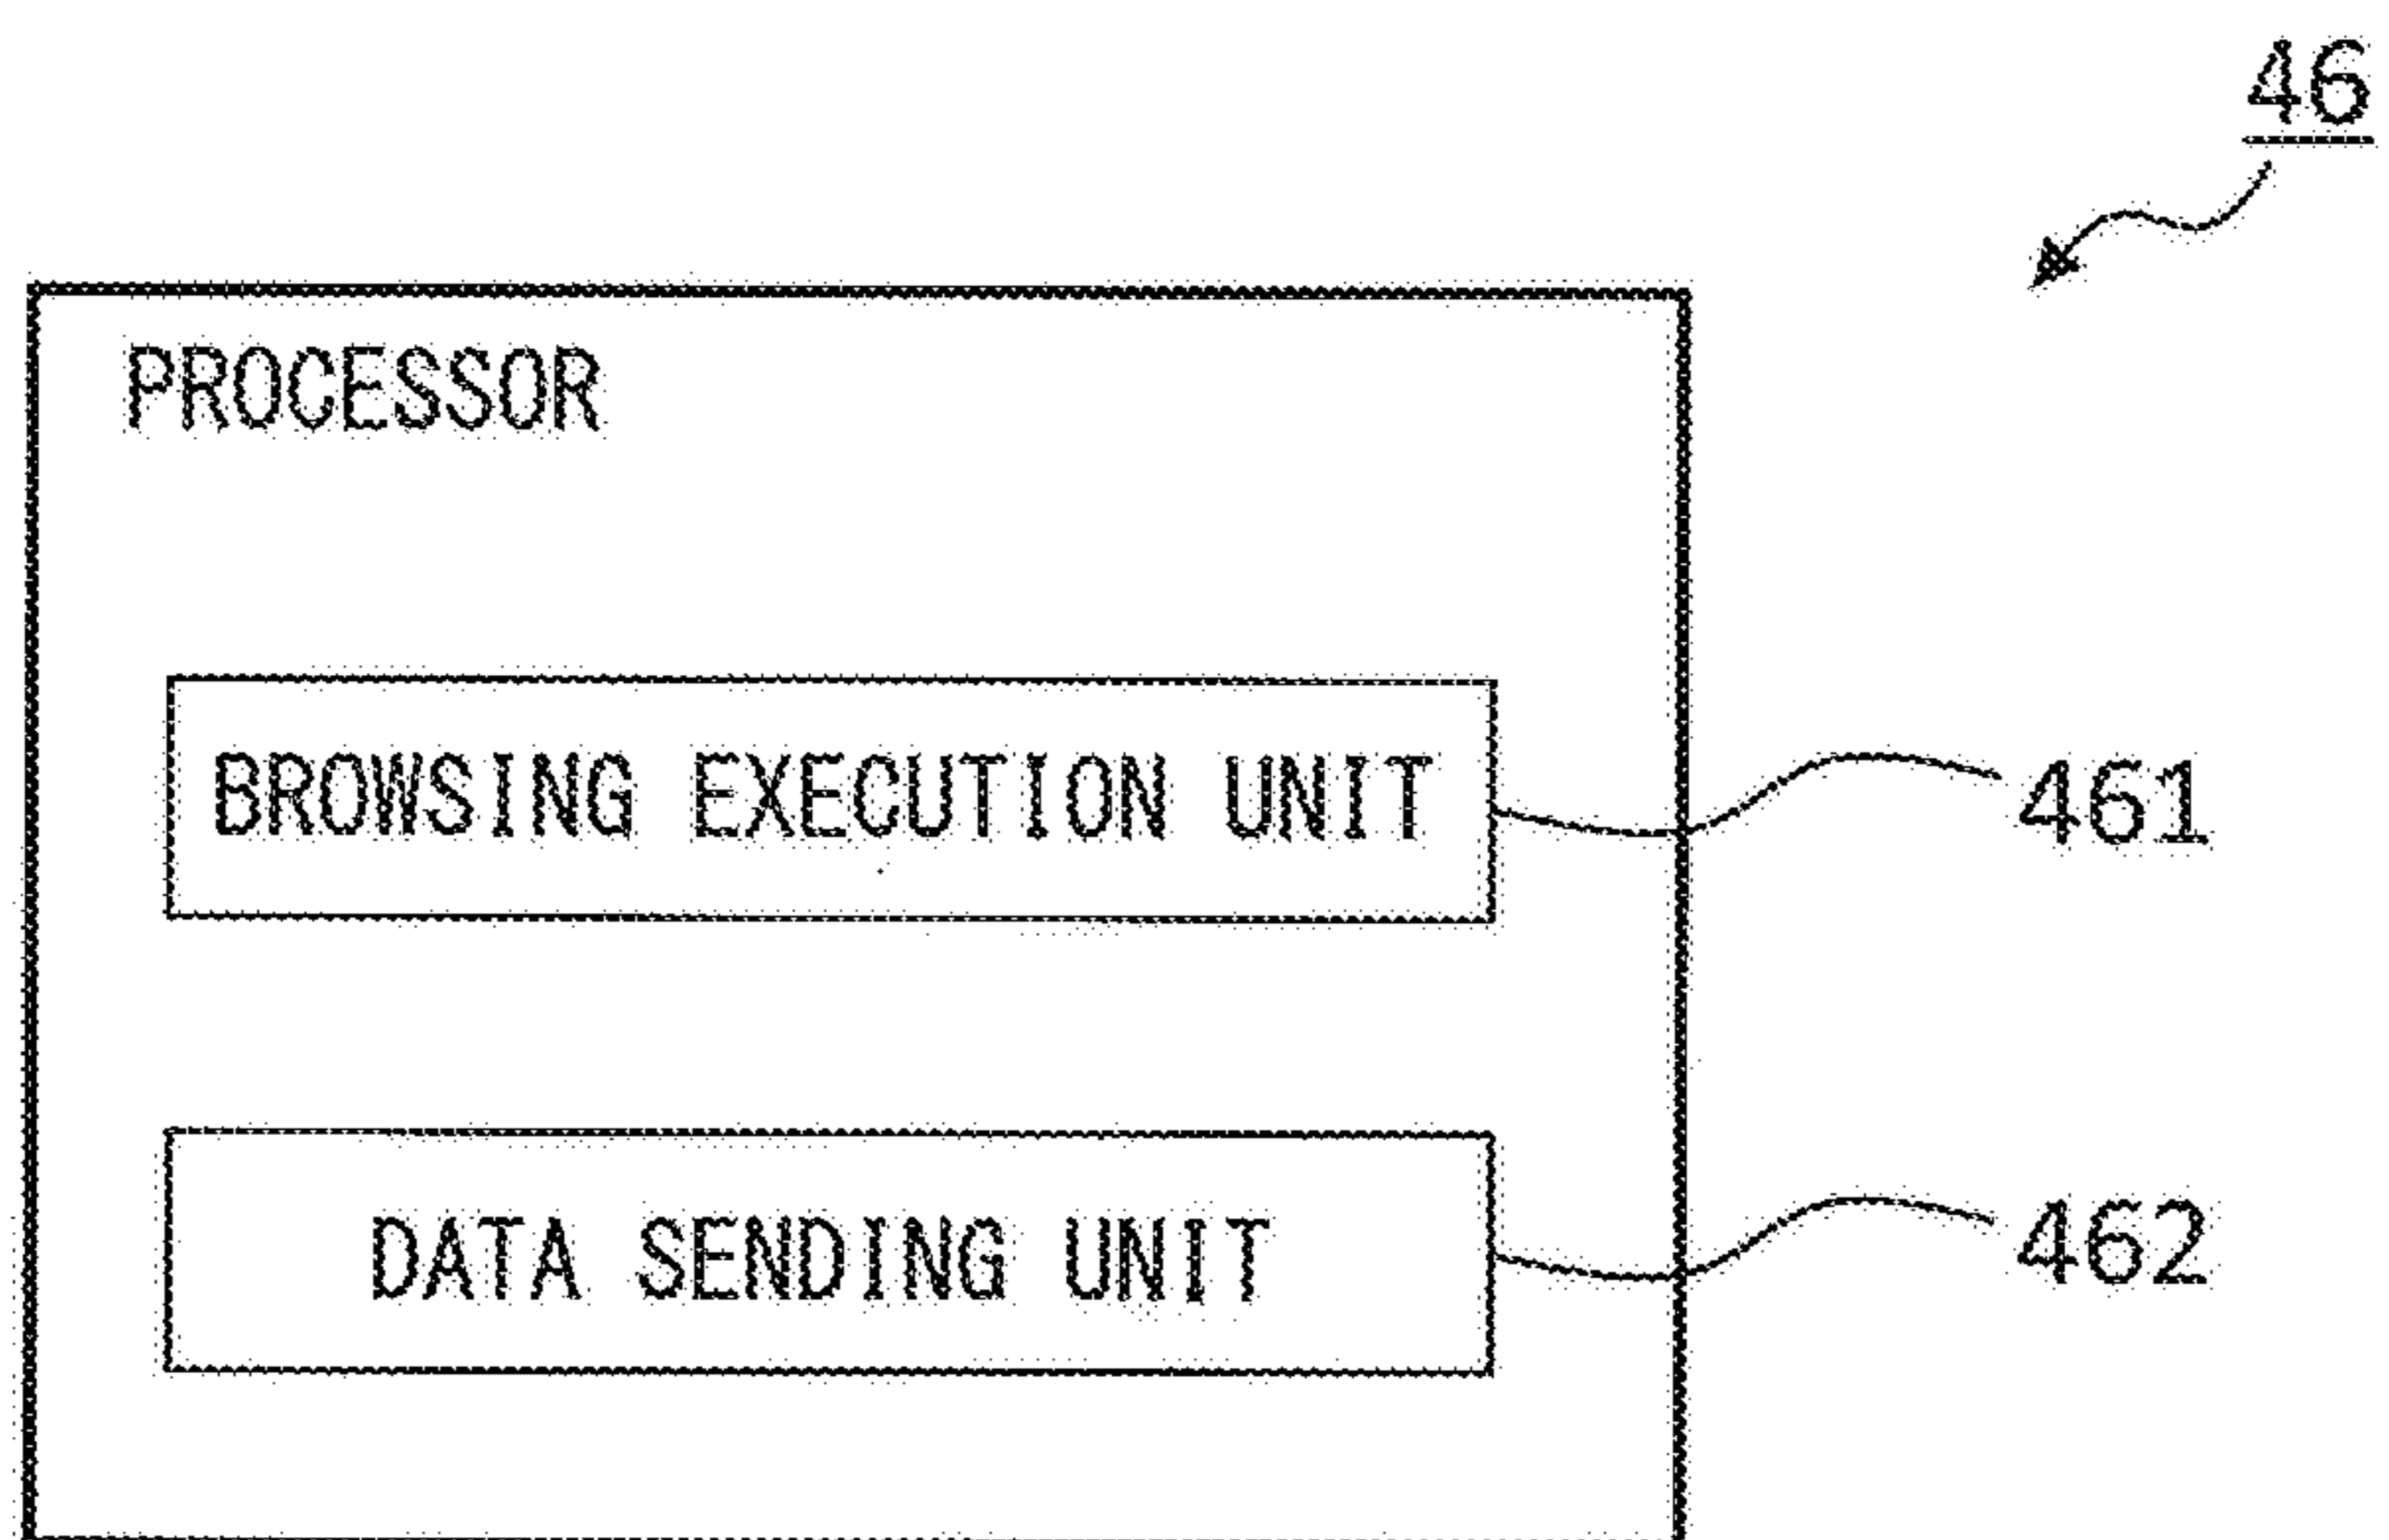 46
PROCESSOR
BROWSING EXECUTION UNIT
461
DATA SENDING UNIT
462